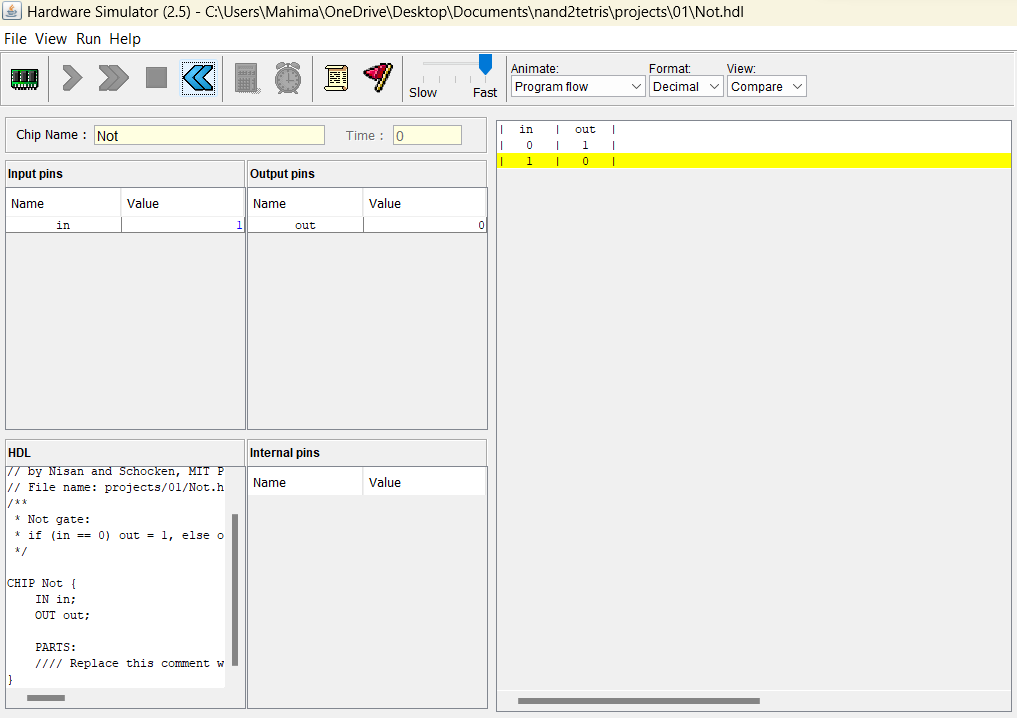 Hardware Simulator (2.5) - C:\Users\Mahima\OneDrive\Desktop\Documents\nand2tetris\projects\01\Not.hdl
File View Run Help
Slow Fast
Animate: Format: View:
Program flow Decimal Compare
Chip Name : Not Time : 0
Input pins
Name Value
in 1
Output pins
Name Value
out 0
| in | out |
| 0 | 1 |
| 1 | 0 |
HDL
// by Nisan and Schocken, MIT P
// File name: projects/01/Not.h
/**
* Not gate:
* if (in == 0) out = 1, else o
*/
CHIP Not {
IN in;
OUT out;
PARTS:
//// Replace this comment w
}
Internal pins
Name Value